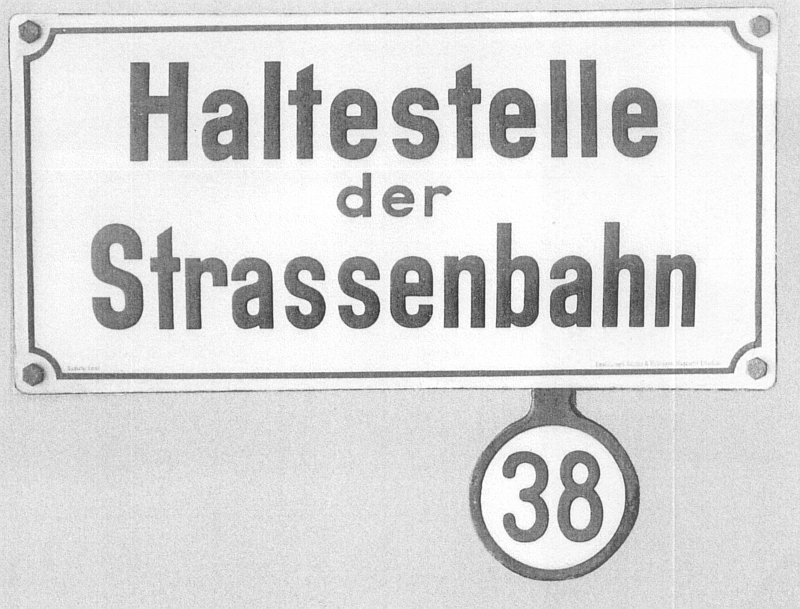 Haltestelle
der
Strassenbahn
38